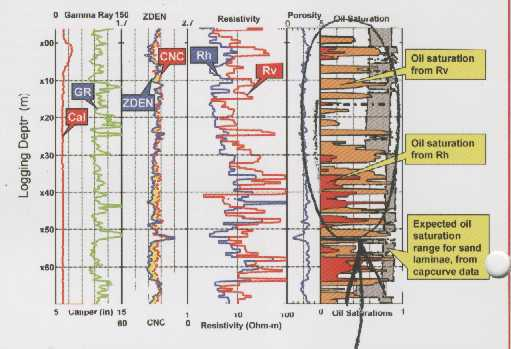 0 Gamma Ray 150 ZDEN Resistivity Porosity Oil Saturation
1.7 2.7
x00
CNC
Rh
Rv
Oil saturation
from Rv
x10
GR
ZDEN
Cal
x20
Logging Depth (m)
x30
Oil saturation
from Rh
x40
x50
Expected oil
saturation
range for sand
laminae, from
capcurve data
x60
5 Caliper (in) 15 1 10 100 0 Oil Saturations 1
60 CNC 0 Resistivity (Ohm-m)